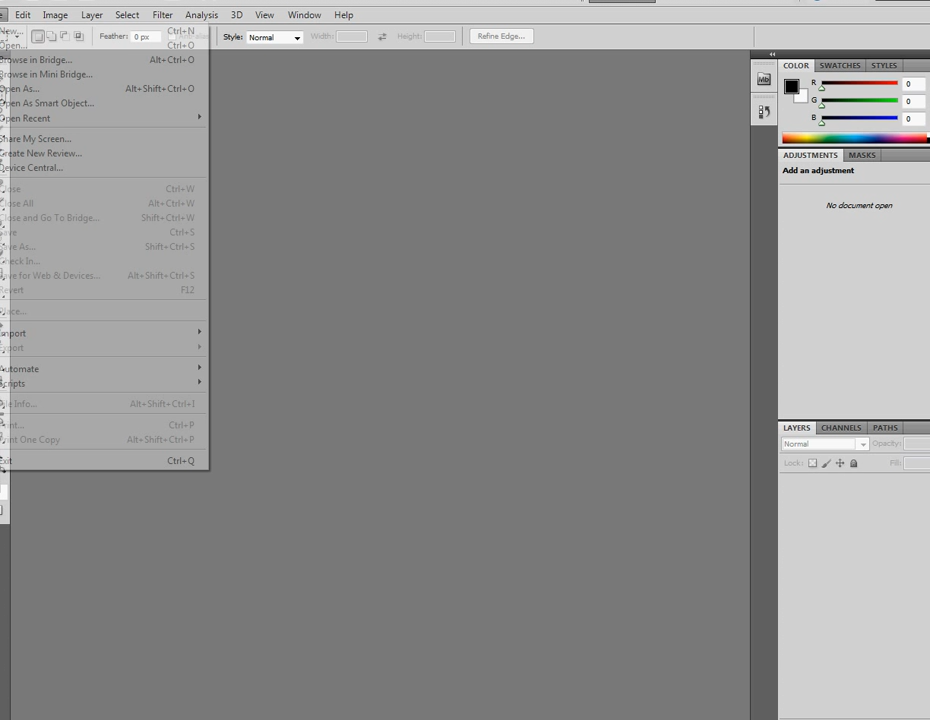 Edit Image Layer Select Filter Analysis 3D View Window Help
New... Ctrl+N
Feather: 0 px Style: Normal Width: Height: Refine Edge...
Open... Ctrl+O
Browse in Bridge... Alt+Ctrl+O
Browse in Mini Bridge...
Open As... Alt+Shift+Ctrl+O
Open As Smart Object...
Open Recent
Share My Screen...
Create New Review...
Device Central...
Close Ctrl+W
Close All Alt+Ctrl+W
Close and Go To Bridge... Shift+Ctrl+W
Save Ctrl+S
Save As... Shift+Ctrl+S
Check In...
Save for Web & Devices... Alt+Shift+Ctrl+S
Revert F12
Place...
Import
Export
Automate
Scripts
File Info... Alt+Shift+Ctrl+I
Print... Ctrl+P
Print One Copy Alt+Shift+Ctrl+P
Exit Ctrl+Q
Mb
COLOR SWATCHES STYLES
R 0
G 0
B 0
ADJUSTMENTS MASKS
Add an adjustment
No document open
LAYERS CHANNELS PATHS
Normal Opacity:
Lock: Fill: